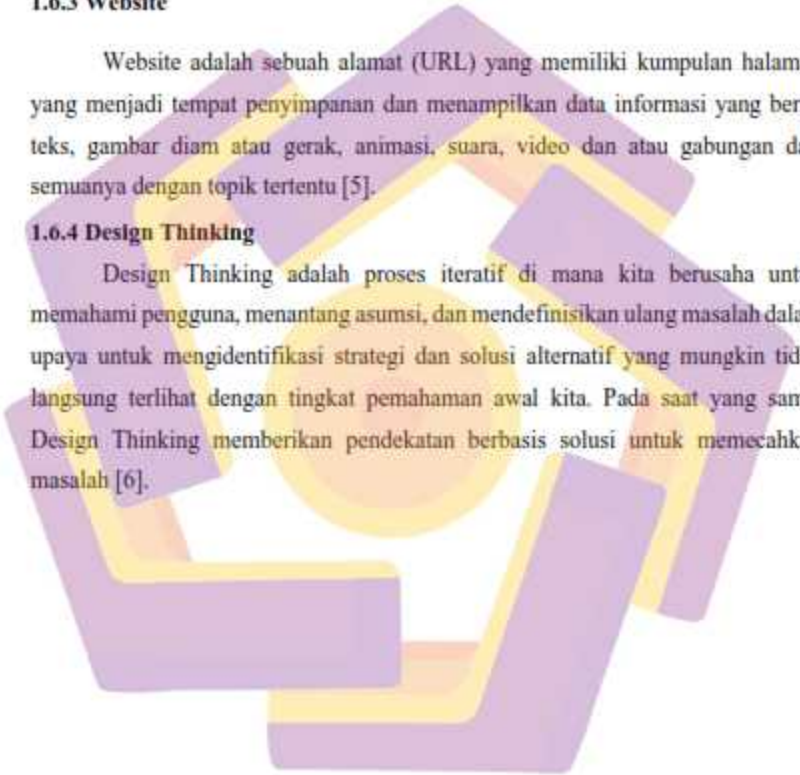 1.6.3 Website
Website adalah sebuah alamat (URL) yang memiliki kumpulan halam
yang menjadi tempat penyimpanan dan menampilkan data informasi yang ber
teks, gambar diam atau gerak, animasi, suara, video dan atau gabungan da
semuanya dengan topik tertentu [5].
1.6.4 Design Thinking
Design Thinking adalah proses iteratif di mana kita berusaha unt
memahami pengguna, menantang asumsi, dan mendefinisikan ulang masalah dala
upaya untuk mengidentifikasi strategi dan solusi alternatif yang mungkin tid
langsung terlihat dengan tingkat pemahaman awal kita. Pada saat yang sam
Design Thinking memberikan pendekatan berbasis solusi untuk memecahk
masalah [6].